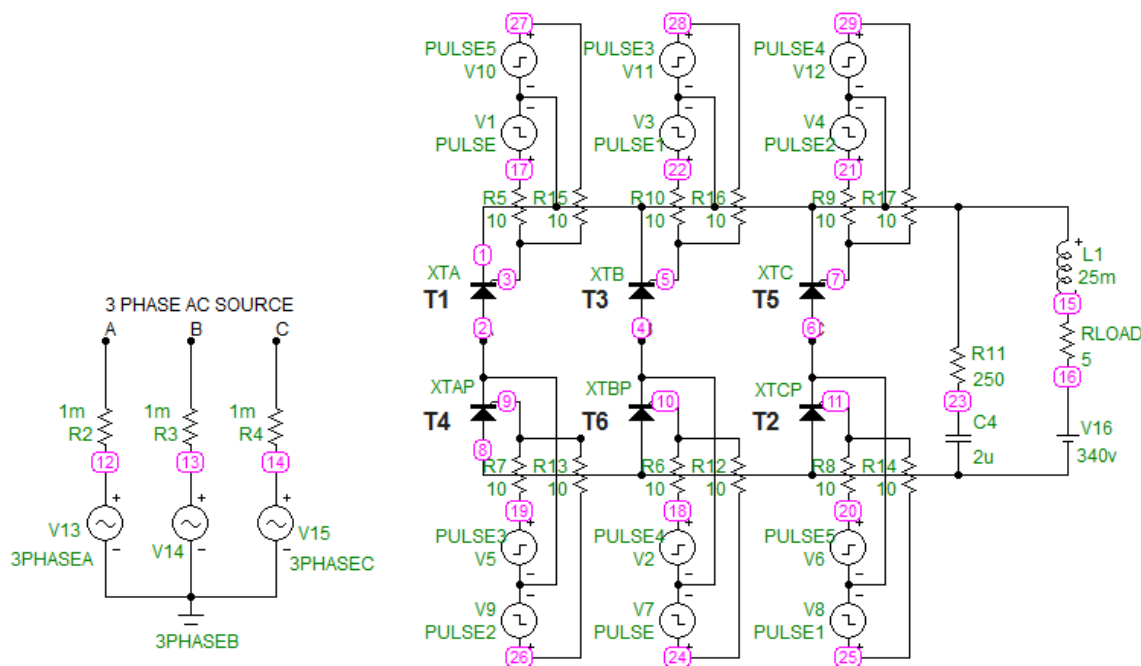 27 28 29
PULSE5 PULSE3 PULSE4
V10 V11 V12
V1 V3 V4
PULSE PULSE1 PULSE2
17 22 21
R5 R15 R10 R16 R9 R17
10 10 10 10 10 10
1
XTA 3 XTB 5 XTC 7
T1 T3 T5
L1
25m
15
3 PHASE AC SOURCE
A B C
2 4 6
RLOAD
5
R11
250
16
XTAP 9 XTBP 10 XTCP 11
T4 T6 T2
23
C4
2u
V16
340v
1m 1m 1m
R2 R3 R4
8
12 13 14
R7 R13 R6 R12 R8 R14
10 10 10 10 10 10
19 18 20
V13 V14 V15
3PHASEA 3PHASEC
PULSE3 PULSE4 PULSE5
V5 V2 V6
V9 V7 V8
PULSE2 PULSE PULSE1
3PHASEB
26 24 25